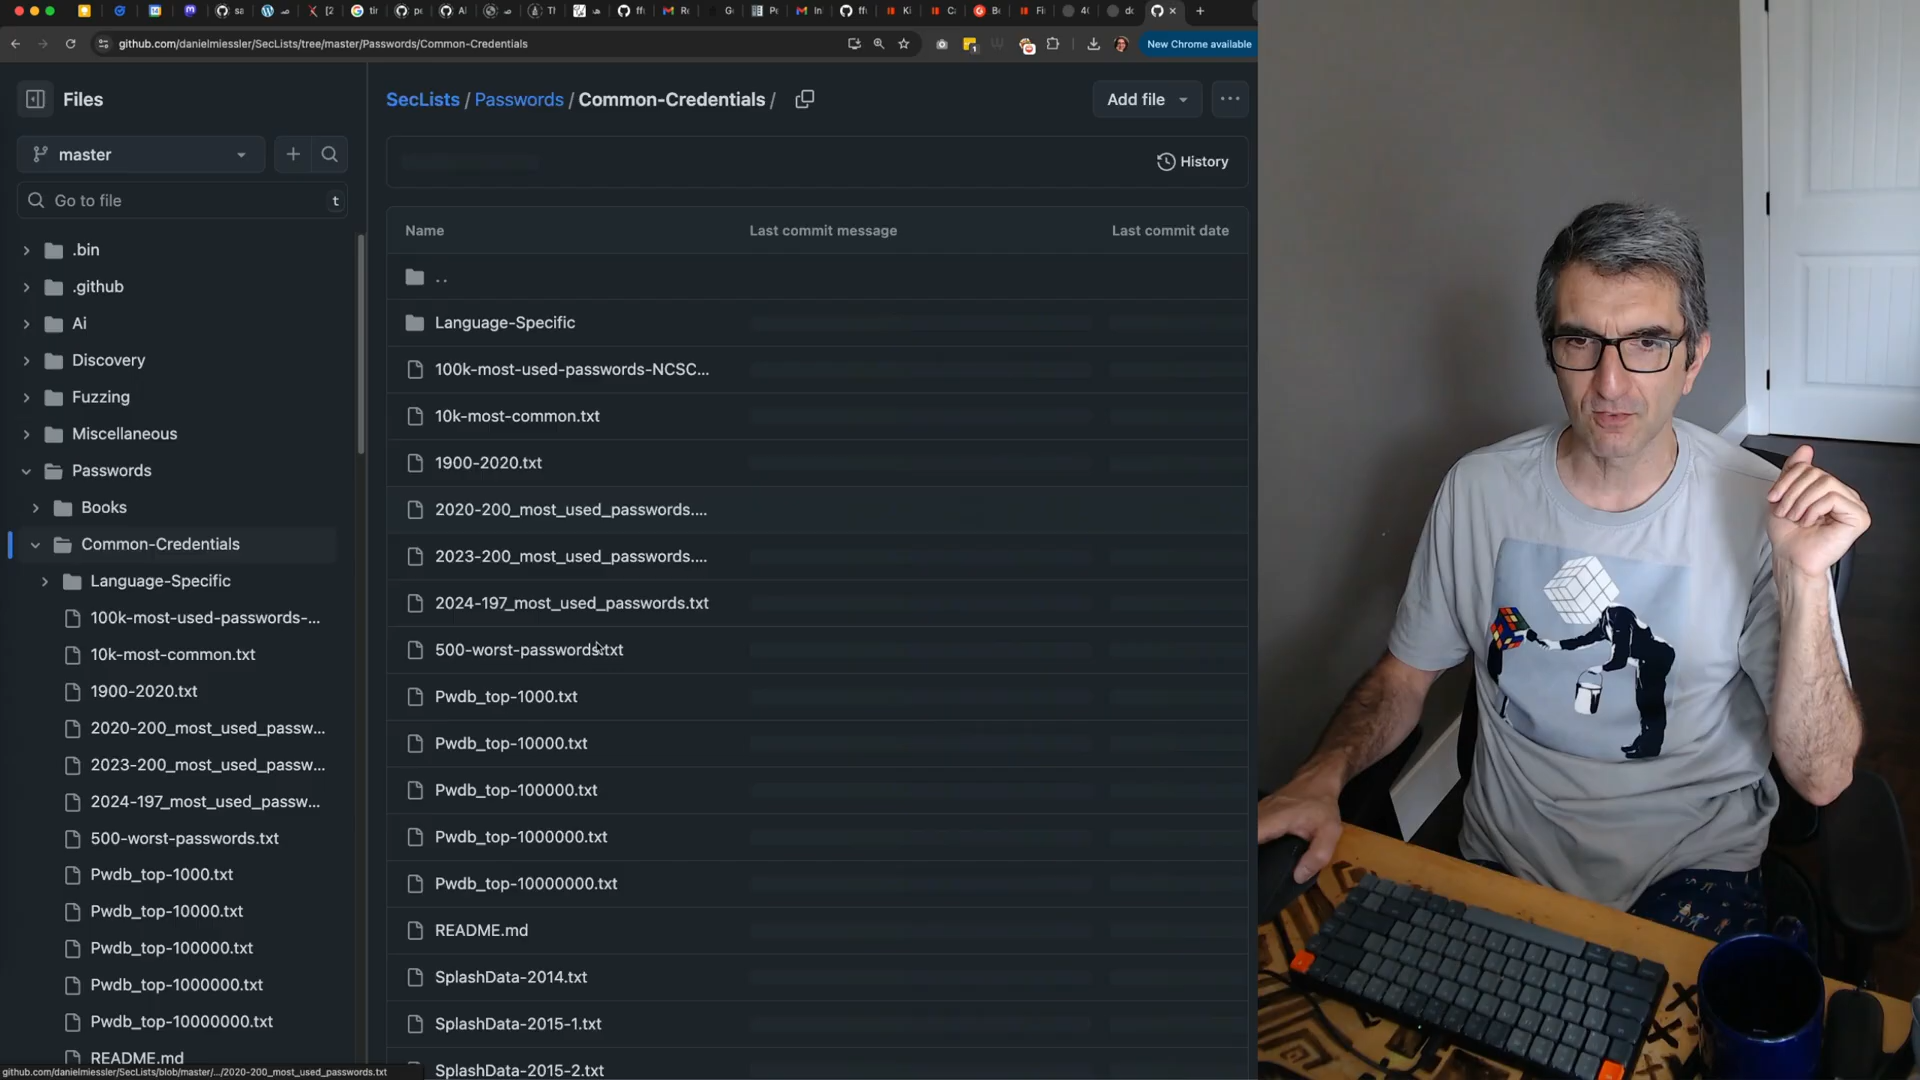 github.com/danielmiessler/SecLists/tree/master/Passwords/Common-Credentials
New Chrome available
Files
SecLists / Passwords / Common-Credentials /
Add file
master
History
Go to file
t
Name
Last commit message
Last commit date
.bin
.github
Ai
Discovery
Fuzzing
Miscellaneous
Passwords
Books
Common-Credentials
Language-Specific
100k-most-used-passwords-...
10k-most-common.txt
1900-2020.txt
2020-200_most_used_passw...
2023-200_most_used_passw...
2024-197_most_used_passw...
500-worst-passwords.txt
Pwdb_top-1000.txt
Pwdb_top-10000.txt
Pwdb_top-100000.txt
Pwdb_top-1000000.txt
Pwdb_top-10000000.txt
README.md
..
Language-Specific
100k-most-used-passwords-NCSC...
10k-most-common.txt
1900-2020.txt
2020-200_most_used_passwords....
2023-200_most_used_passwords....
2024-197_most_used_passwords.txt
500-worst-passwords.txt
Pwdb_top-1000.txt
Pwdb_top-10000.txt
Pwdb_top-100000.txt
Pwdb_top-1000000.txt
Pwdb_top-10000000.txt
README.md
SplashData-2014.txt
SplashData-2015-1.txt
SplashData-2015-2.txt
github.com/danielmiessler/SecLists/blob/master/.../2020-200_most_used_passwords.txt